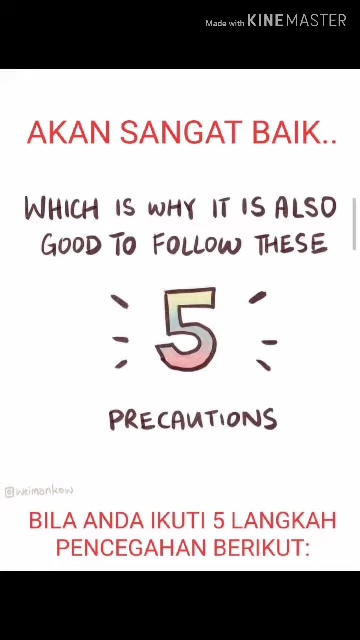 Made with KINEMASTER
AKAN SANGAT BAIK..
WHICH IS WHY IT IS ALSO
GOOD TO FOLLOW THESE
5
PRECAUTIONS
@weimankow
BILA ANDA IKUTI 5 LANGKAH
PENCEGAHAN BERIKUT: